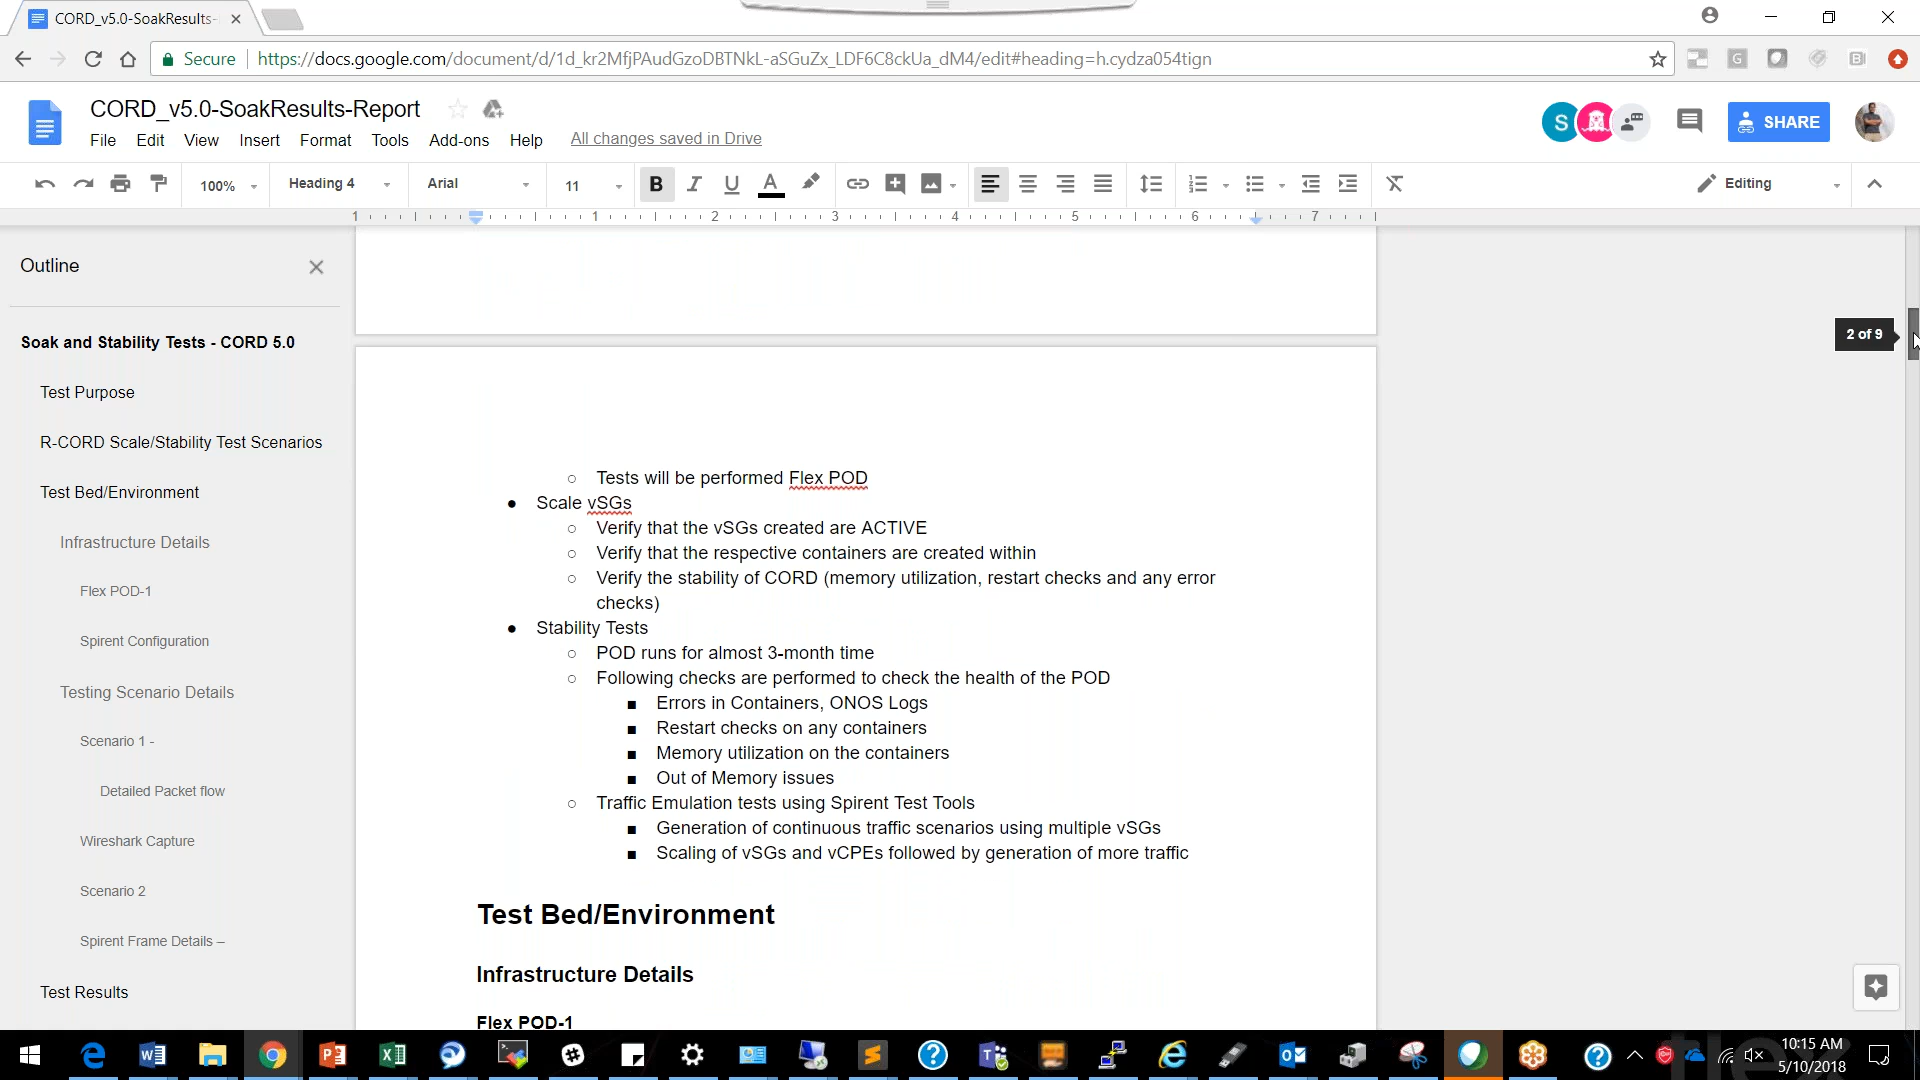 CORD_v5.0-SoakResults-
Secure
https://docs.google.com/document/d/1d_kr2MfjPAudGzoDBTNkL-aSGuZx_LDF6C8ckUa_dM4/edit#heading=h.cydza054tign
CORD_v5.0-SoakResults-Report
File Edit View Insert Format Tools Add-ons Help All changes saved in Drive
S
SHARE
100% Heading 4 Arial 11 B I U A Editing
1 1 2 3 4 5 6 7
Outline
Soak and Stability Tests - CORD 5.0
Test Purpose
R-CORD Scale/Stability Test Scenarios
Test Bed/Environment
Infrastructure Details
Flex POD-1
Spirent Configuration
Testing Scenario Details
Scenario 1 -
Detailed Packet flow
Wireshark Capture
Scenario 2
Spirent Frame Details –
Test Results
2 of 9
○ Tests will be performed Flex POD
● Scale vSGs
○ Verify that the vSGs created are ACTIVE
○ Verify that the respective containers are created within
○ Verify the stability of CORD (memory utilization, restart checks and any error
checks)
● Stability Tests
○ POD runs for almost 3-month time
○ Following checks are performed to check the health of the POD
■ Errors in Containers, ONOS Logs
■ Restart checks on any containers
■ Memory utilization on the containers
■ Out of Memory issues
○ Traffic Emulation tests using Spirent Test Tools
■ Generation of continuous traffic scenarios using multiple vSGs
■ Scaling of vSGs and vCPEs followed by generation of more traffic
Test Bed/Environment
Infrastructure Details
Flex POD-1
10:15 AM
5/10/2018